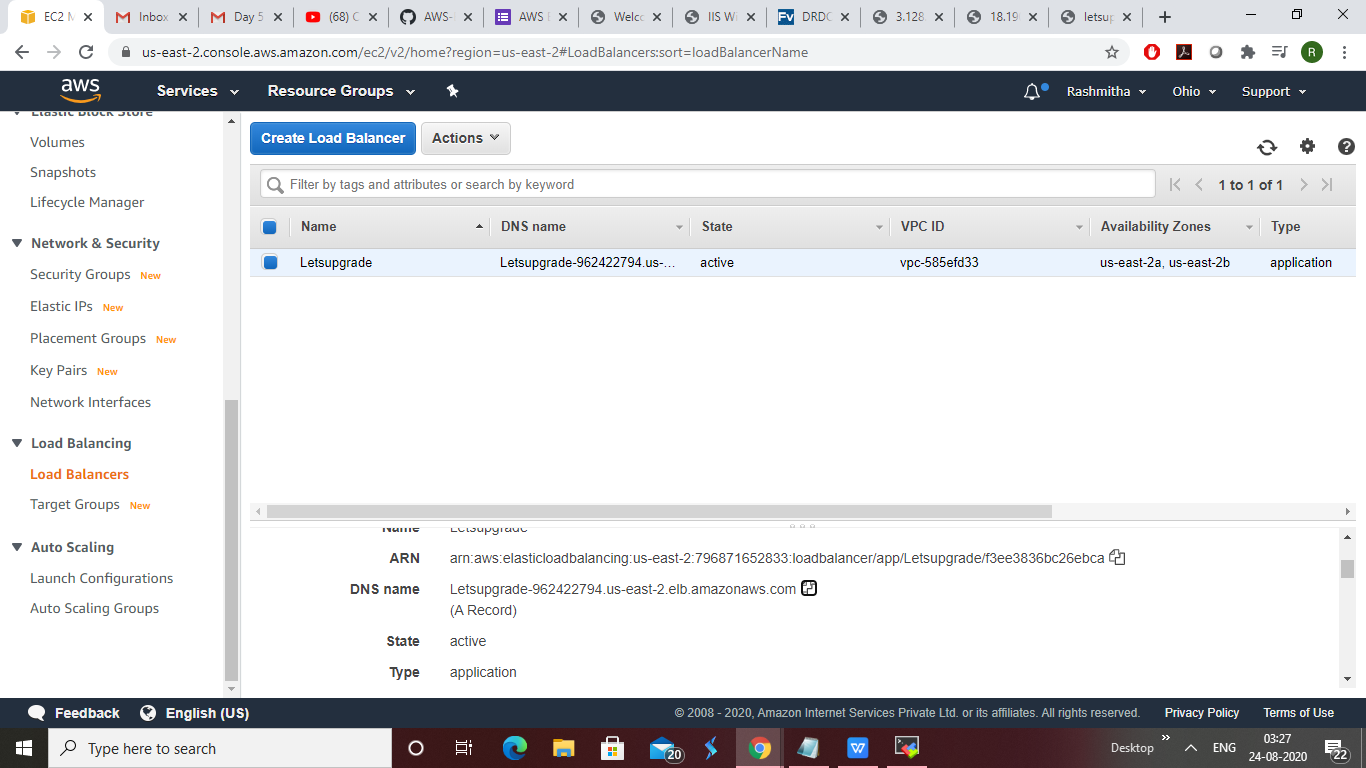 EC2 M
Inbox
Day 5
(68) C
AWS-
AWS E
Welco
IIS Wi
DRDO
3.128.
18.19
letsup
us-east-2.console.aws.amazon.com/ec2/v2/home?region=us-east-2#LoadBalancers:sort=loadBalancerName
R
aws
Services
Resource Groups
Rashmitha
Ohio
Support
Elastic Block Store
Volumes
Snapshots
Lifecycle Manager
Network & Security
Security Groups New
Elastic IPs New
Placement Groups New
Key Pairs New
Network Interfaces
Load Balancing
Load Balancers
Target Groups New
Auto Scaling
Launch Configurations
Auto Scaling Groups
Create Load Balancer
Actions
Filter by tags and attributes or search by keyword
1 to 1 of 1
Name DNS name State VPC ID Availability Zones Type
Letsupgrade Letsupgrade-962422794.us-... active vpc-585efd33 us-east-2a, us-east-2b application
Name Letsupgrade
ARN arn:aws:elasticloadbalancing:us-east-2:796871652833:loadbalancer/app/Letsupgrade/f3ee3836bc26ebca
DNS name Letsupgrade-962422794.us-east-2.elb.amazonaws.com
(A Record)
State active
Type application
Feedback
English (US)
© 2008 - 2020, Amazon Internet Services Private Ltd. or its affiliates. All rights reserved.
Privacy Policy
Terms of Use
Type here to search
20
Desktop
ENG
03:27
24-08-2020
22